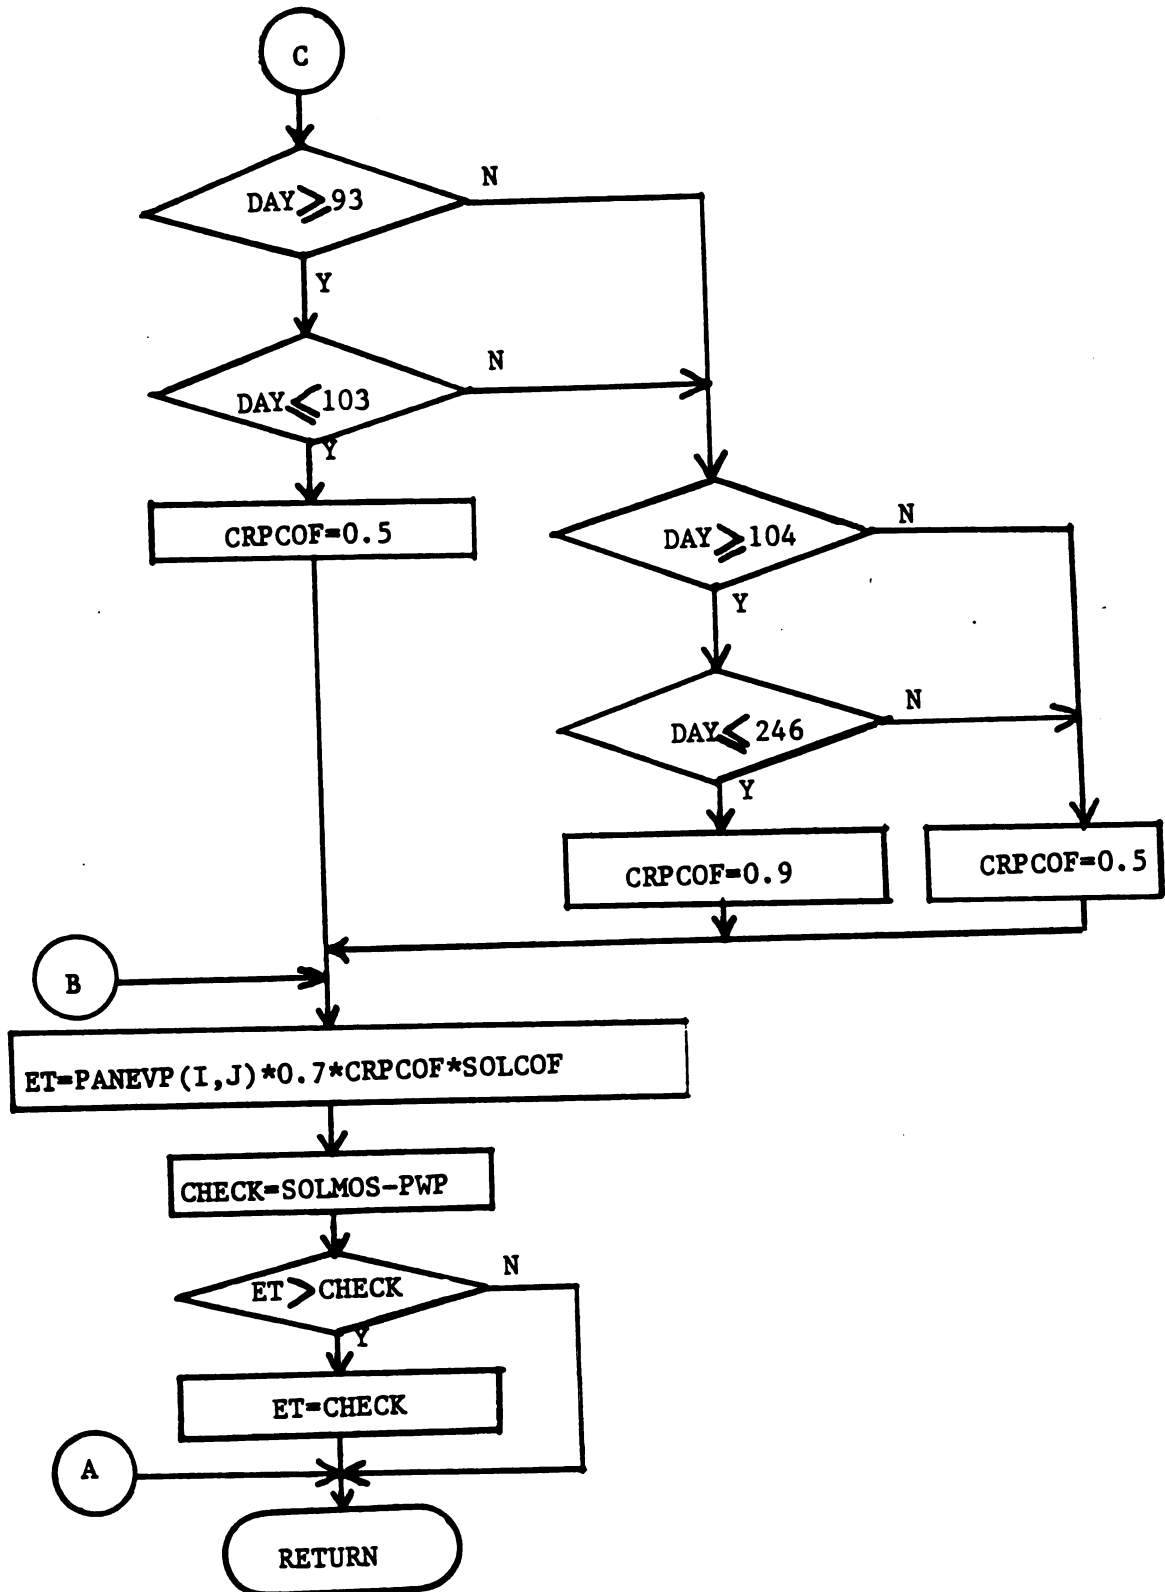 C
DAY≥93
N
Y
DAY≤103
N
Y
CRPCOF=0.5
DAY≥104
N
Y
DAY≤246
N
Y
CRPCOF=0.9
CRPCOF=0.5
B
ET=PANEVP(I,J)*0.7*CRPCOF*SOLCOF
CHECK=SOLMOS-PWP
ET>CHECK
N
Y
ET=CHECK
A
RETURN